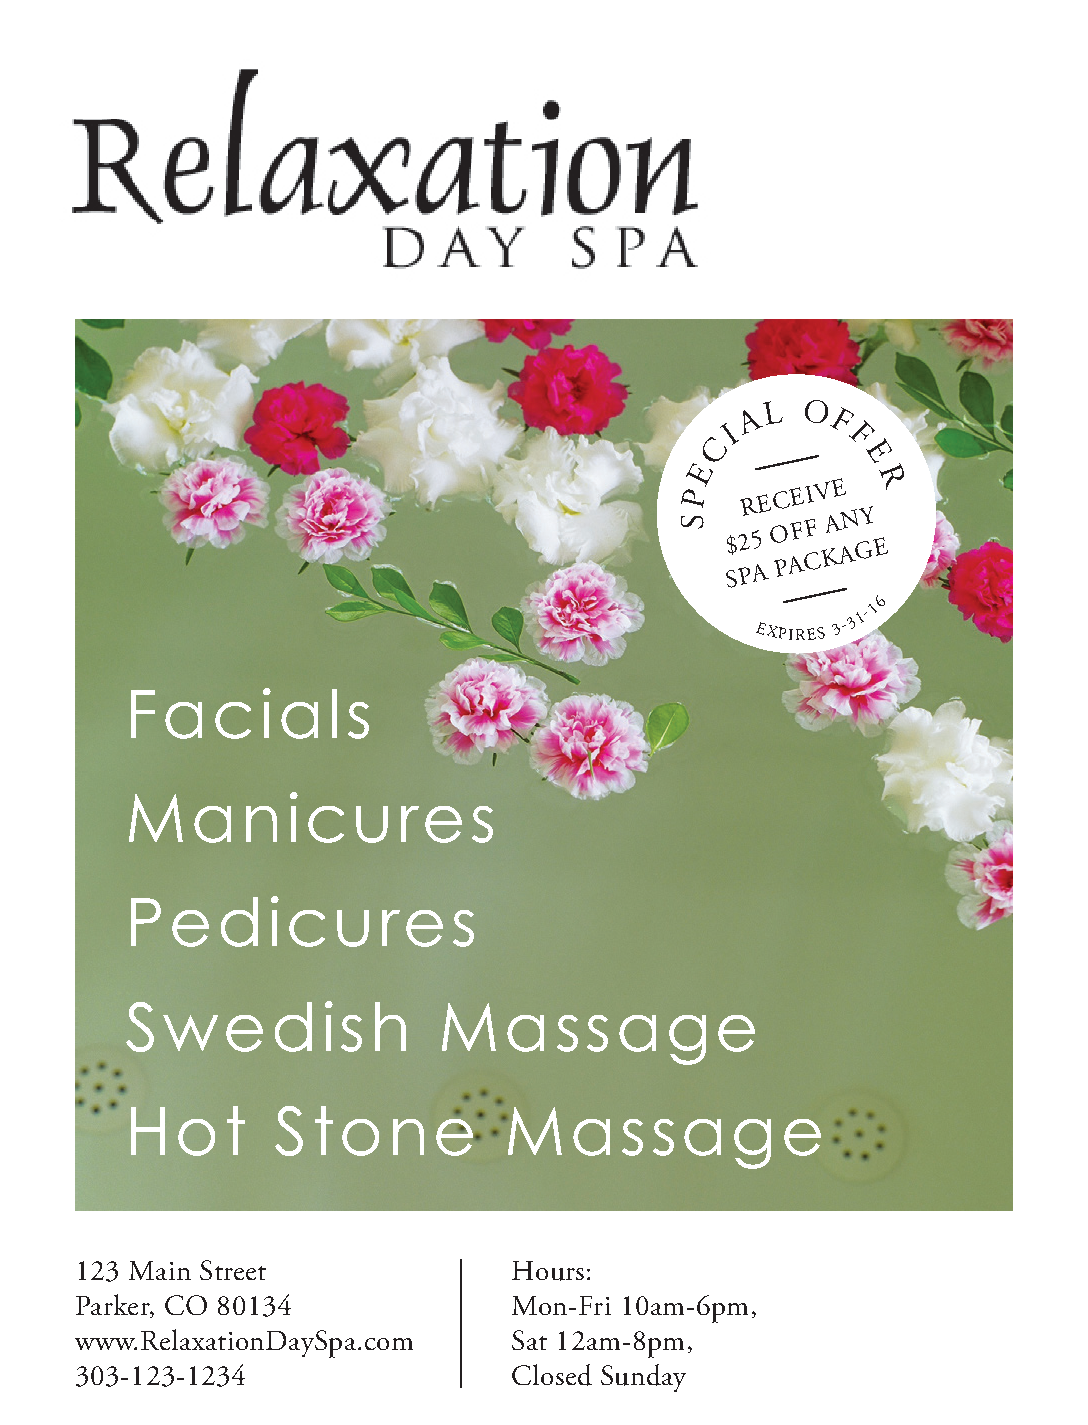 Relaxation
DAY SPA
SPECIAL OFFER
RECEIVE
$25 OFF ANY
SPA PACKAGE
EXPIRES 3-31-16
Facials
Manicures
Pedicures
Swedish Massage
Hot Stone Massage
123 Main Street
Parker, CO 80134
www.RelaxationDaySpa.com
303-123-1234
Hours:
Mon-Fri 10am-6pm,
Sat 12am-8pm,
Closed Sunday